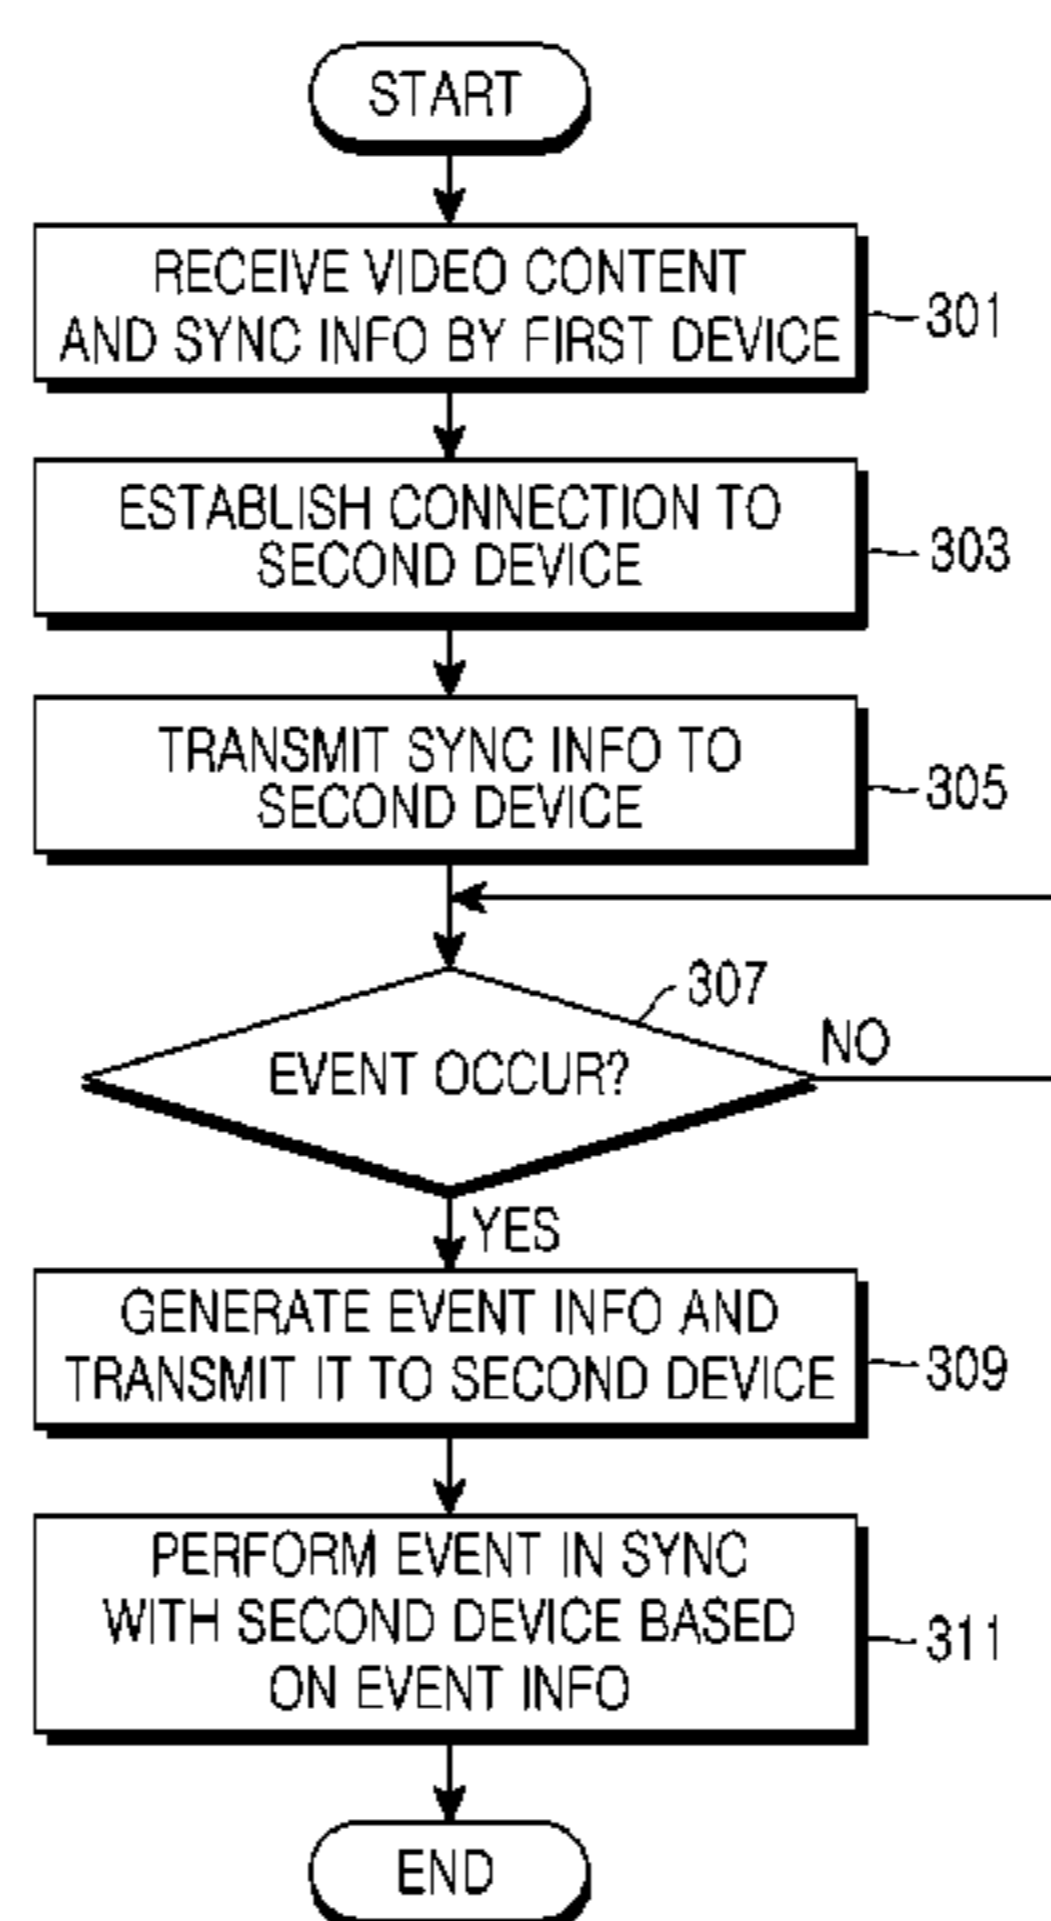 START
RECEIVE VIDEO CONTENT
AND SYNC INFO BY FIRST DEVICE
301
ESTABLISH CONNECTION TO
SECOND DEVICE
303
TRANSMIT SYNC INFO TO
SECOND DEVICE
305
307
EVENT OCCUR?
NO
YES
GENERATE EVENT INFO AND
TRANSMIT IT TO SECOND DEVICE
309
PERFORM EVENT IN SYNC
WITH SECOND DEVICE BASED
ON EVENT INFO
311
END